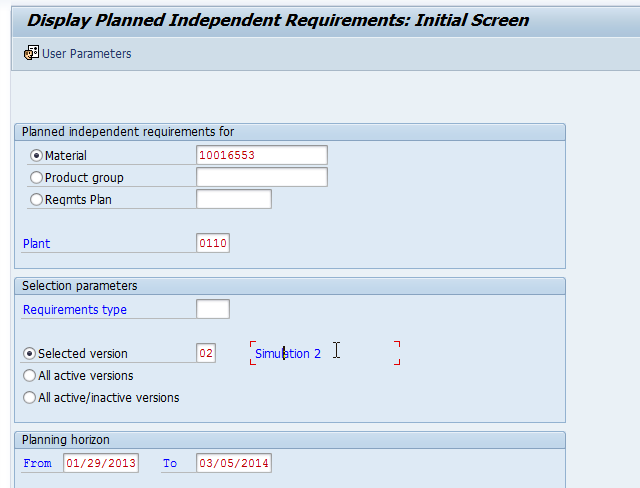 Display Planned Independent Requirements: Initial Screen
User Parameters
Planned independent requirements for
Material 10016553
Product group
Reqmts Plan
Plant 0110
Selection parameters
Requirements type
Selected version 02 Simulation 2
All active versions
All active/inactive versions
Planning horizon
From 01/29/2013 To 03/05/2014